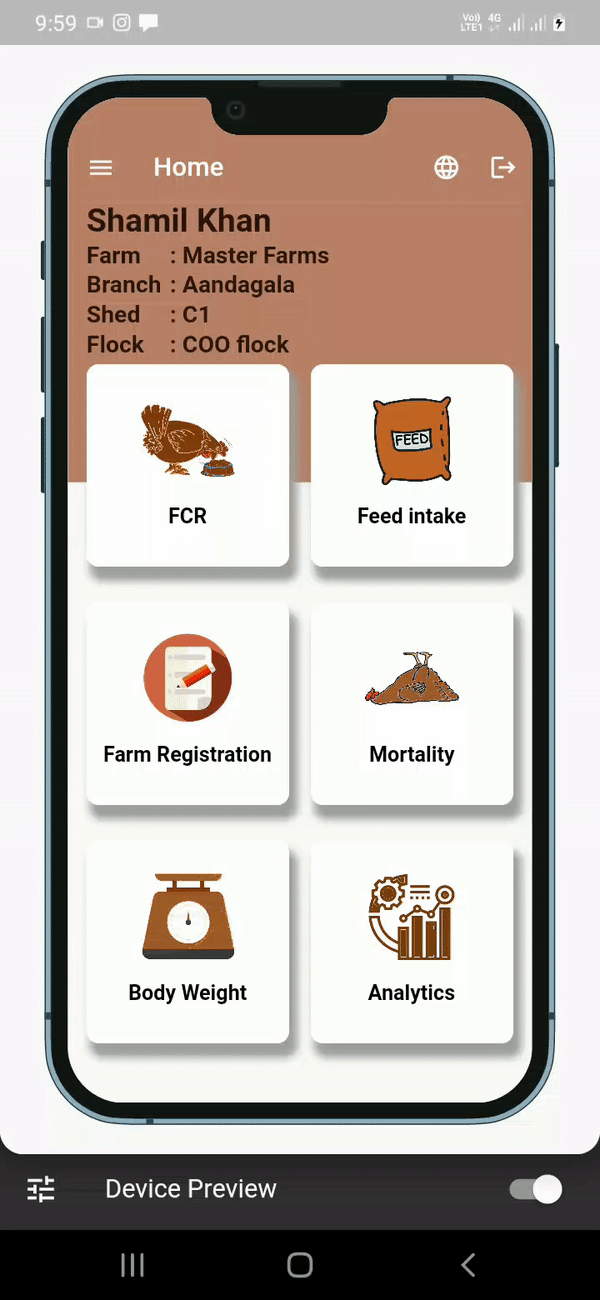 9:59 Vo)) 4G
LTE1
Home
Shamil Khan
Farm : Master Farms
Branch : Aandagala
Shed : C1
Flock : COO flock
FEED
FCR Feed intake
Farm Registration Mortality
Body Weight Analytics
Device Preview